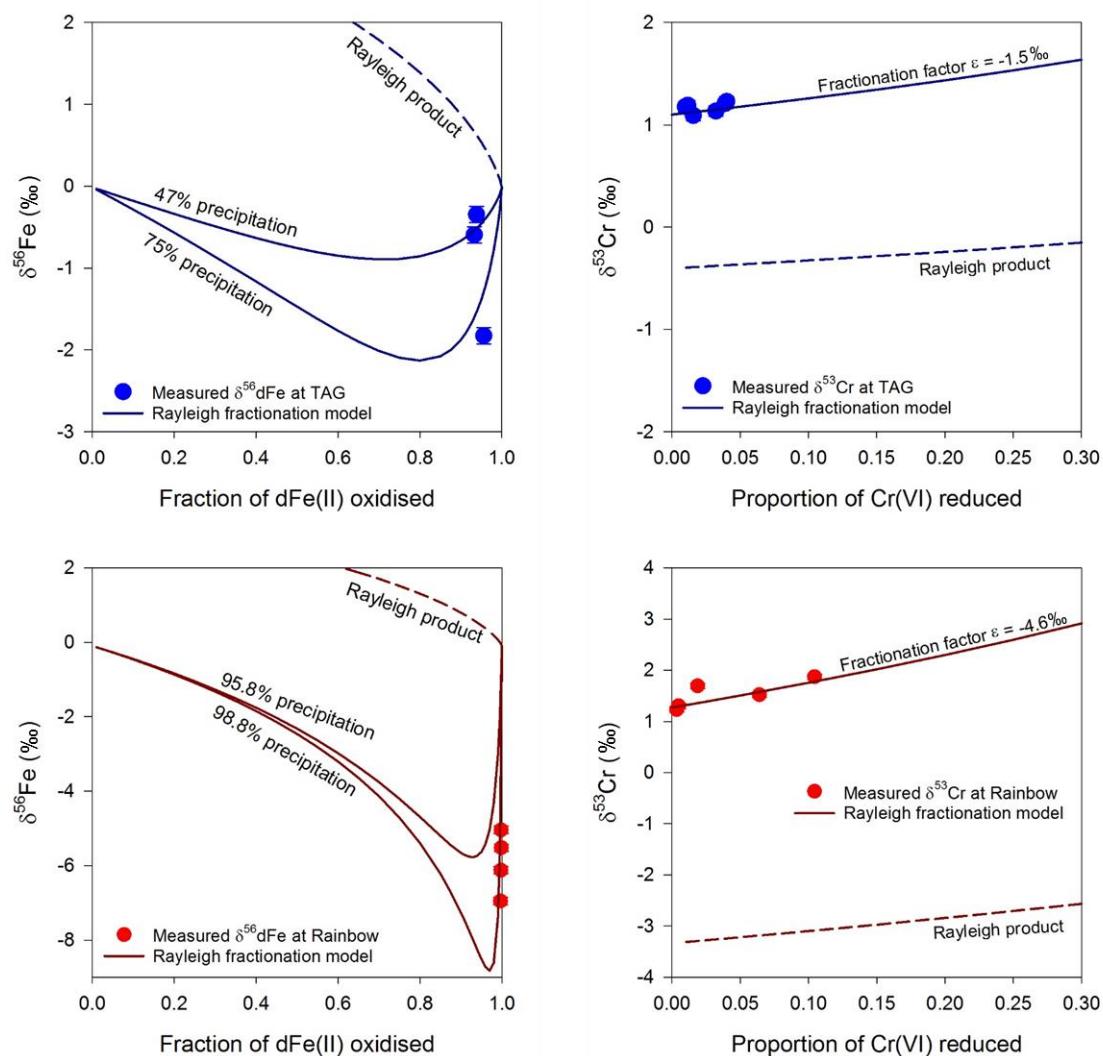 2
1
0
-1
-2
-3
δ⁵⁶Fe (‰)
Rayleigh product
47% precipitation
75% precipitation
Measured δ⁵⁶dFe at TAG
Rayleigh fractionation model
0.0 0.2 0.4 0.6 0.8 1.0
Fraction of dFe(II) oxidised
2
1
0
-1
-2
δ⁵³Cr (‰)
Fractionation factor ε = -1.5‰
Rayleigh product
Measured δ⁵³Cr at TAG
Rayleigh fractionation model
0.00 0.05 0.10 0.15 0.20 0.25 0.30
Proportion of Cr(VI) reduced
2
0
-2
-4
-6
-8
δ⁵⁶Fe (‰)
Rayleigh product
95.8% precipitation
98.8% precipitation
Measured δ⁵⁶dFe at Rainbow
Rayleigh fractionation model
0.0 0.2 0.4 0.6 0.8 1.0
Fraction of dFe(II) oxidised
4
3
2
1
0
-1
-2
-3
-4
δ⁵³Cr (‰)
Fractionation factor ε = -4.6‰
Measured δ⁵³Cr at Rainbow
Rayleigh fractionation model
Rayleigh product
0.00 0.05 0.10 0.15 0.20 0.25 0.30
Proportion of Cr(VI) reduced